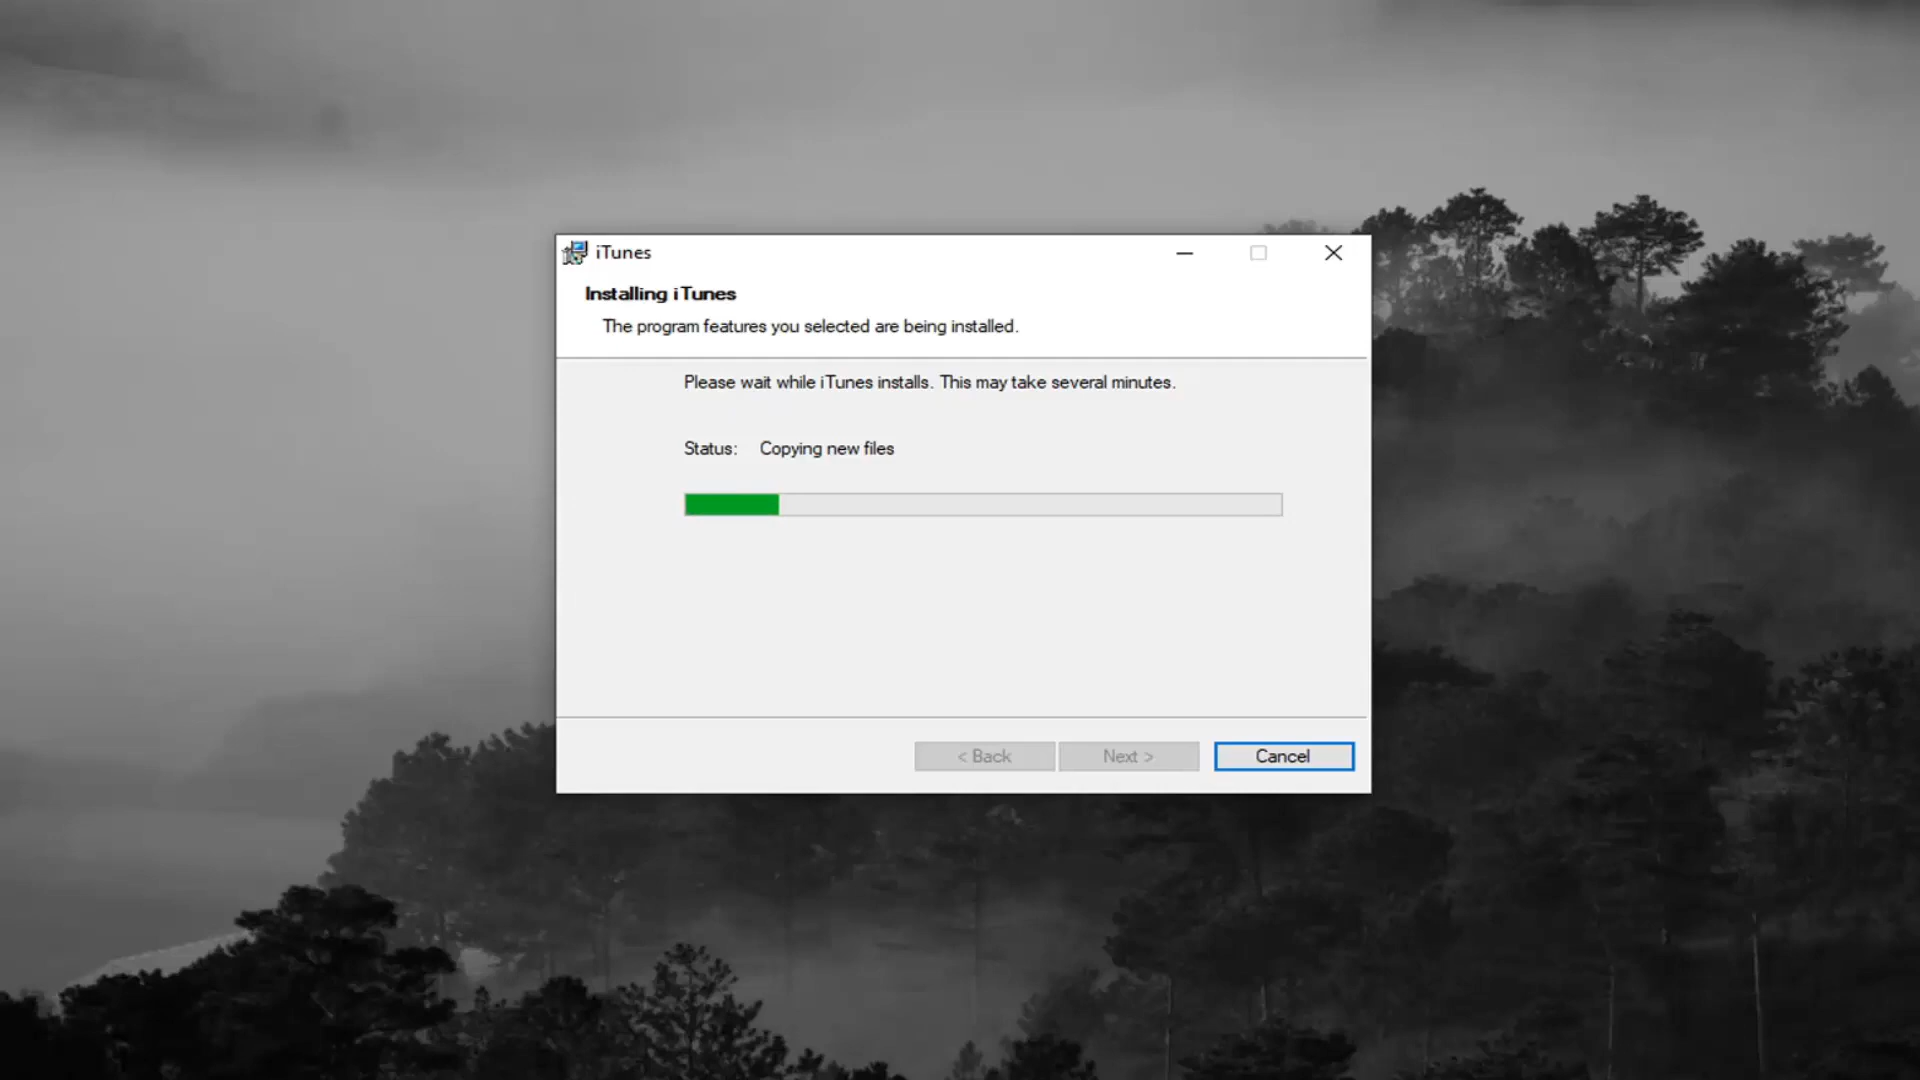 iTunes
Installing iTunes
The program features you selected are being installed.
Please wait while iTunes installs. This may take several minutes.
Status: Copying new files
< Back Next > Cancel